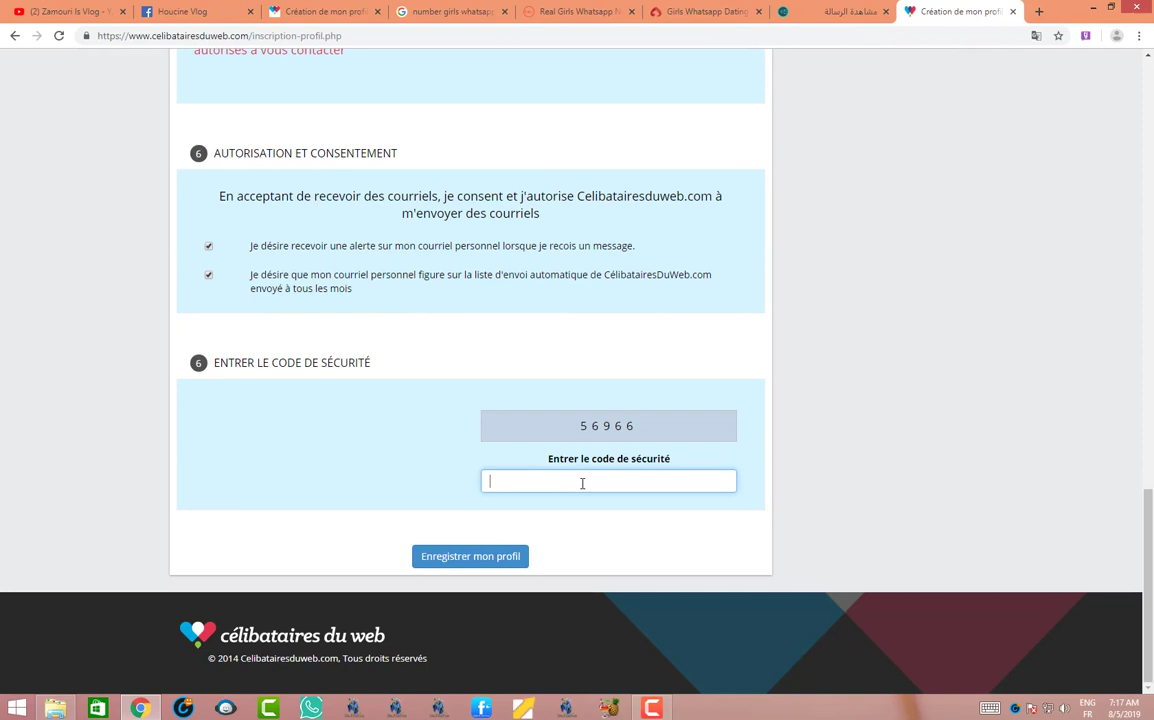 (2) Zamouri Is Vlog - Y
Houcine Vlog
Création de mon profi
number girls whatsapp
Real Girls Whatsapp N
Girls Whatsapp Dating
مشاهدة الرسالة
Création de mon profi
https://www.celibatairesduweb.com/inscription-profil.php
autorisés à vous contacter
6 AUTORISATION ET CONSENTEMENT
En acceptant de recevoir des courriels, je consent et j'autorise Celibatairesduweb.com à
m'envoyer des courriels
Je désire recevoir une alerte sur mon courriel personnel lorsque je recois un message.
Je désire que mon courriel personnel figure sur la liste d'envoi automatique de CélibatairesDuWeb.com
envoyé à tous les mois
6 ENTRER LE CODE DE SÉCURITÉ
5 6 9 6 6
Entrer le code de sécurité
Enregistrer mon profil
célibataires du web
© 2014 Celibatairesduweb.com, Tous droits réservés
ENG
FR
7:17 AM
8/5/2019